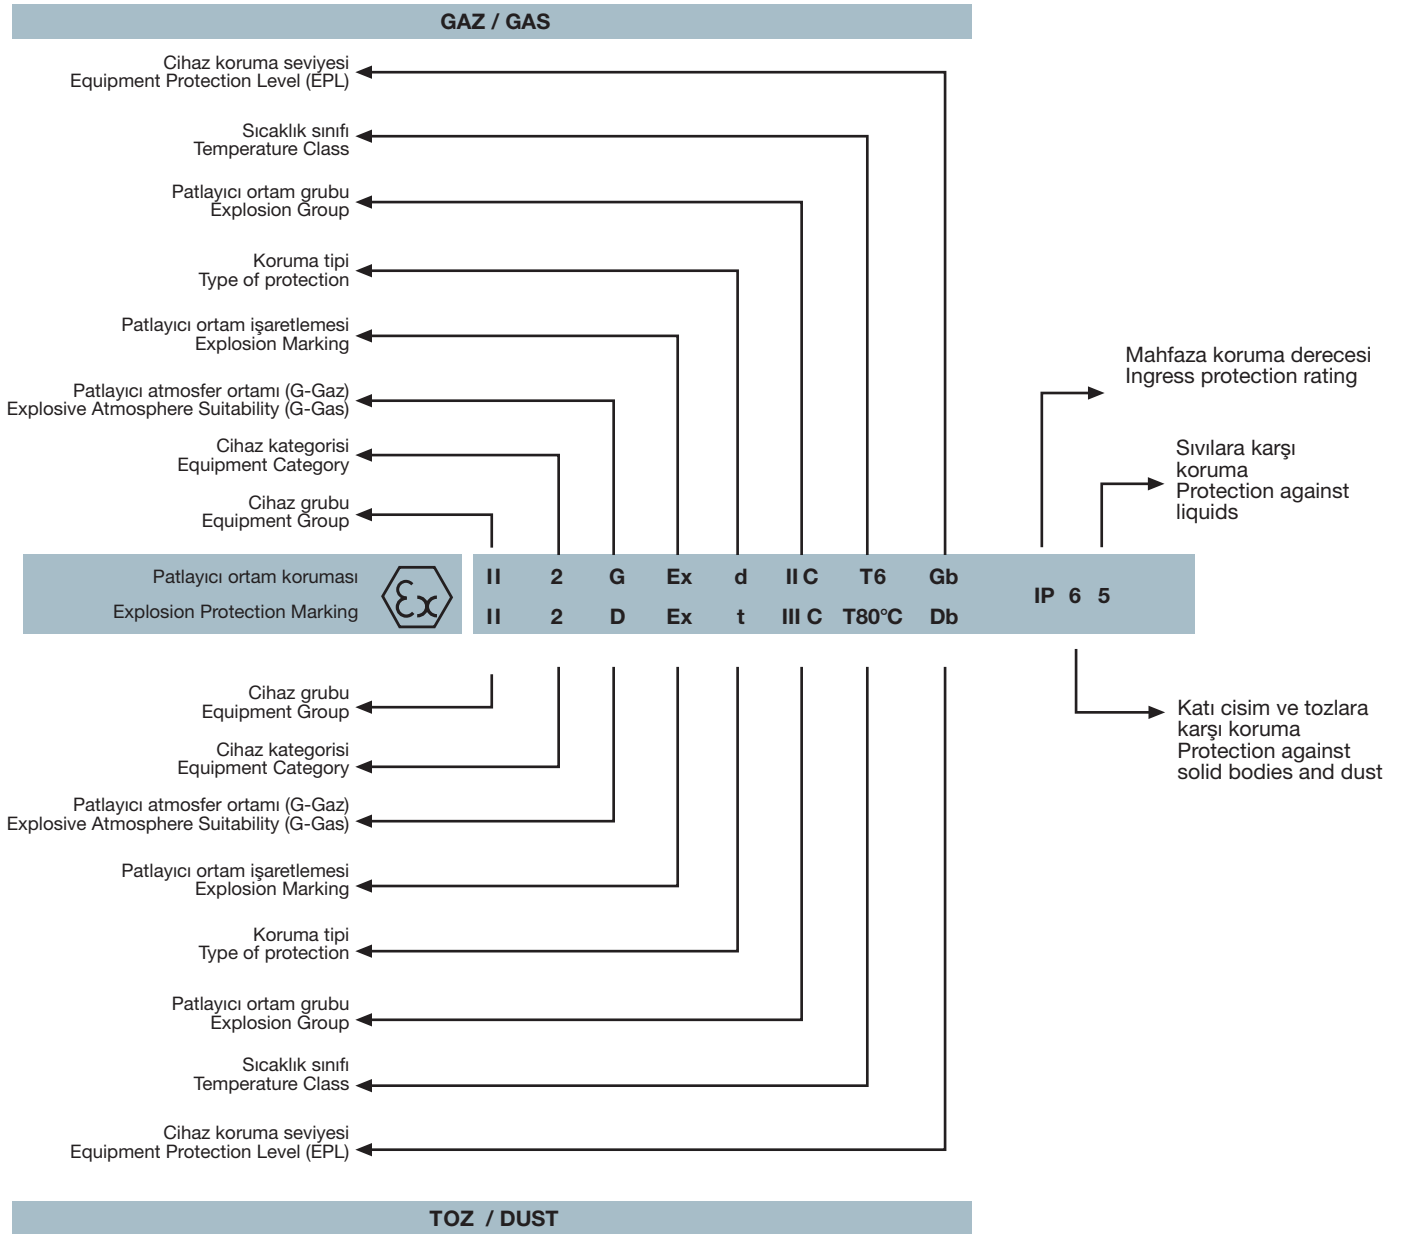 GAZ / GAS
Cihaz koruma seviyesi
Equipment Protection Level (EPL)
Sıcaklık sınıfı
Temperature Class
Patlayıcı ortam grubu
Explosion Group
Koruma tipi
Type of protection
Patlayıcı ortam işaretlemesi
Explosion Marking
Patlayıcı atmosfer ortamı (G-Gaz)
Explosive Atmosphere Suitability (G-Gas)
Cihaz kategorisi
Equipment Category
Cihaz grubu
Equipment Group
Mahfaza koruma derecesi
Ingress protection rating
Sıvılara karşı
koruma
Protection against
liquids
Patlayıcı ortam koruması
Explosion Protection Marking
Ex
II 2 G Ex d II C T6 Gb
II 2 D Ex t III C T80°C Db
IP 6 5
Cihaz grubu
Equipment Group
Cihaz kategorisi
Equipment Category
Patlayıcı atmosfer ortamı (G-Gaz)
Explosive Atmosphere Suitability (G-Gas)
Patlayıcı ortam işaretlemesi
Explosion Marking
Koruma tipi
Type of protection
Patlayıcı ortam grubu
Explosion Group
Sıcaklık sınıfı
Temperature Class
Cihaz koruma seviyesi
Equipment Protection Level (EPL)
Katı cisim ve tozlara
karşı koruma
Protection against
solid bodies and dust
TOZ / DUST